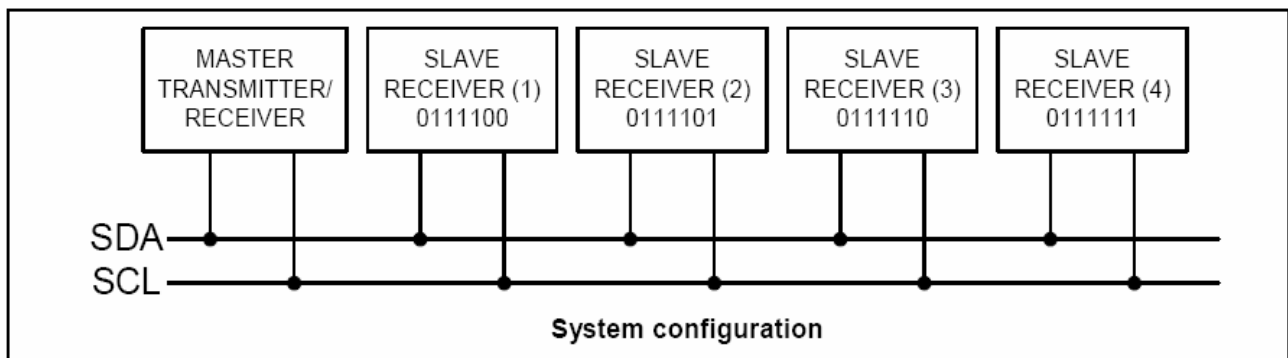 MASTER
TRANSMITTER/
RECEIVER
SLAVE
RECEIVER (1)
0111100
SLAVE
RECEIVER (2)
0111101
SLAVE
RECEIVER (3)
0111110
SLAVE
RECEIVER (4)
0111111
SDA
SCL
System configuration